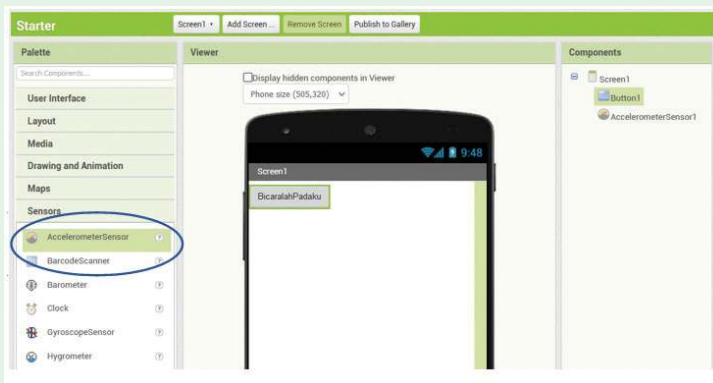 Starter
Screen1
Add Screen ...
Remove Screen
Publish to Gallery
Palette
Search Components...
User Interface
Layout
Media
Drawing and Animation
Maps
Sensors
AccelerometerSensor ?
BarcodeScanner ?
Barometer ?
Clock ?
GyroscopeSensor ?
Hygrometer ?
Viewer
Display hidden components in Viewer
Phone size (505,320)
9:48
Screen1
BicaralahPadaku
Components
Screen1
Button1
AccelerometerSensor1